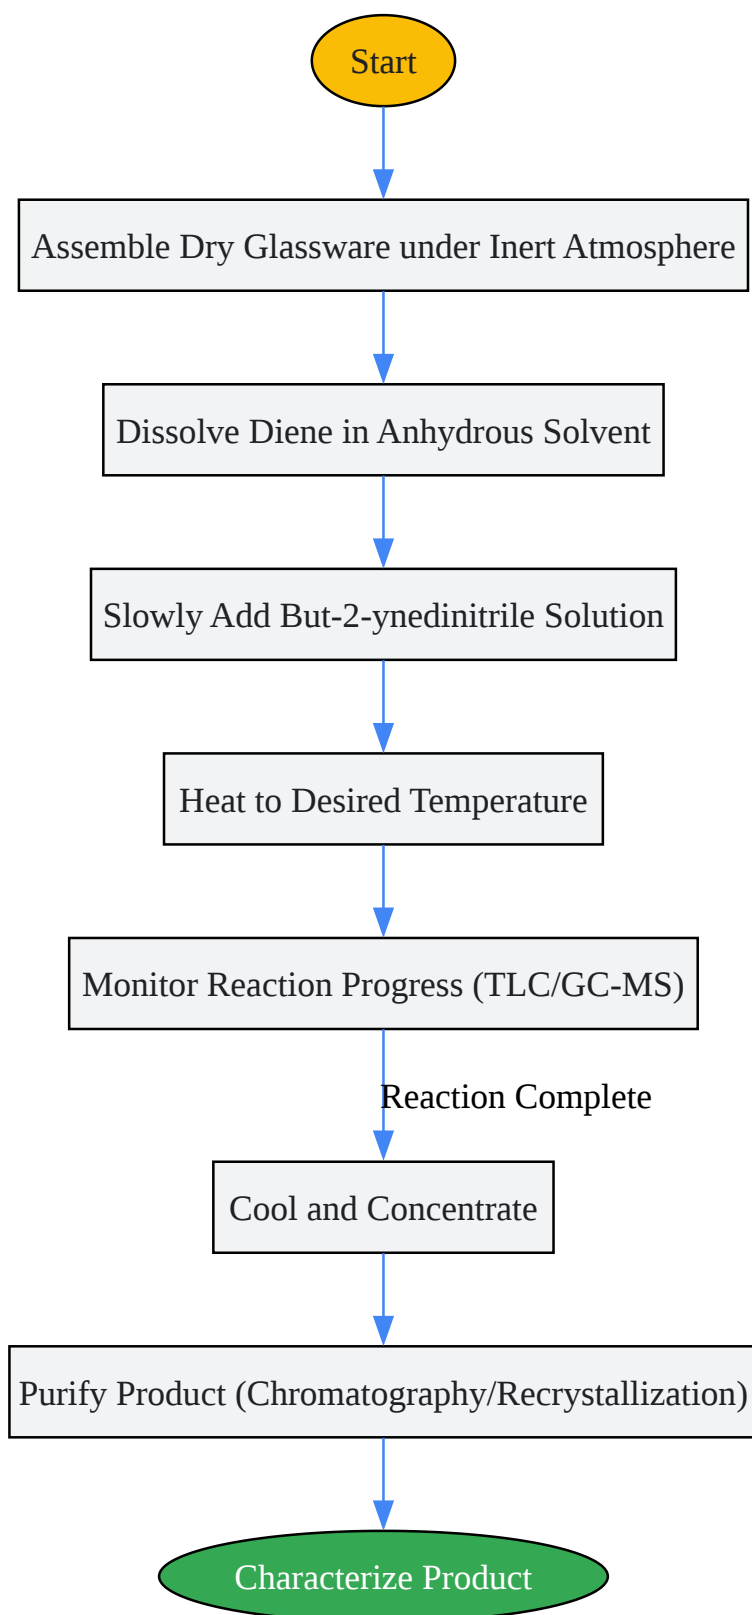 Start
Assemble Dry Glassware under Inert Atmosphere
Dissolve Diene in Anhydrous Solvent
Slowly Add But-2-ynedinitrile Solution
Heat to Desired Temperature
Monitor Reaction Progress (TLC/GC-MS)
Reaction Complete
Cool and Concentrate
Purify Product (Chromatography/Recrystallization)
Characterize Product